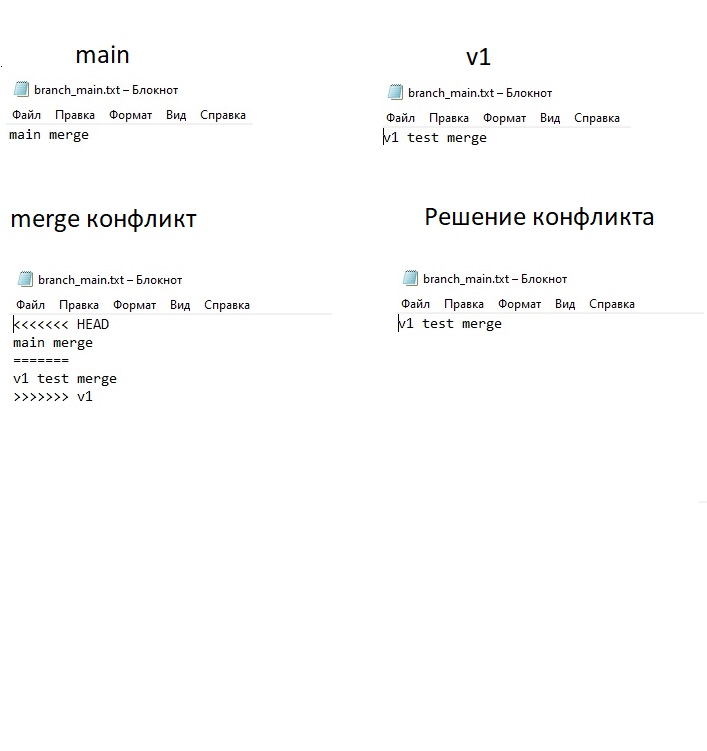 main
branch_main.txt – Блокнот
Файл Правка Формат Вид Справка
main merge
v1
branch_main.txt – Блокнот
Файл Правка Формат Вид Справка
v1 test merge
merge конфликт
branch_main.txt – Блокнот
Файл Правка Формат Вид Справка
<<<<<<< HEAD
main merge
=======
v1 test merge
>>>>>>> v1
Решение конфликта
branch_main.txt – Блокнот
Файл Правка Формат Вид Справка
v1 test merge